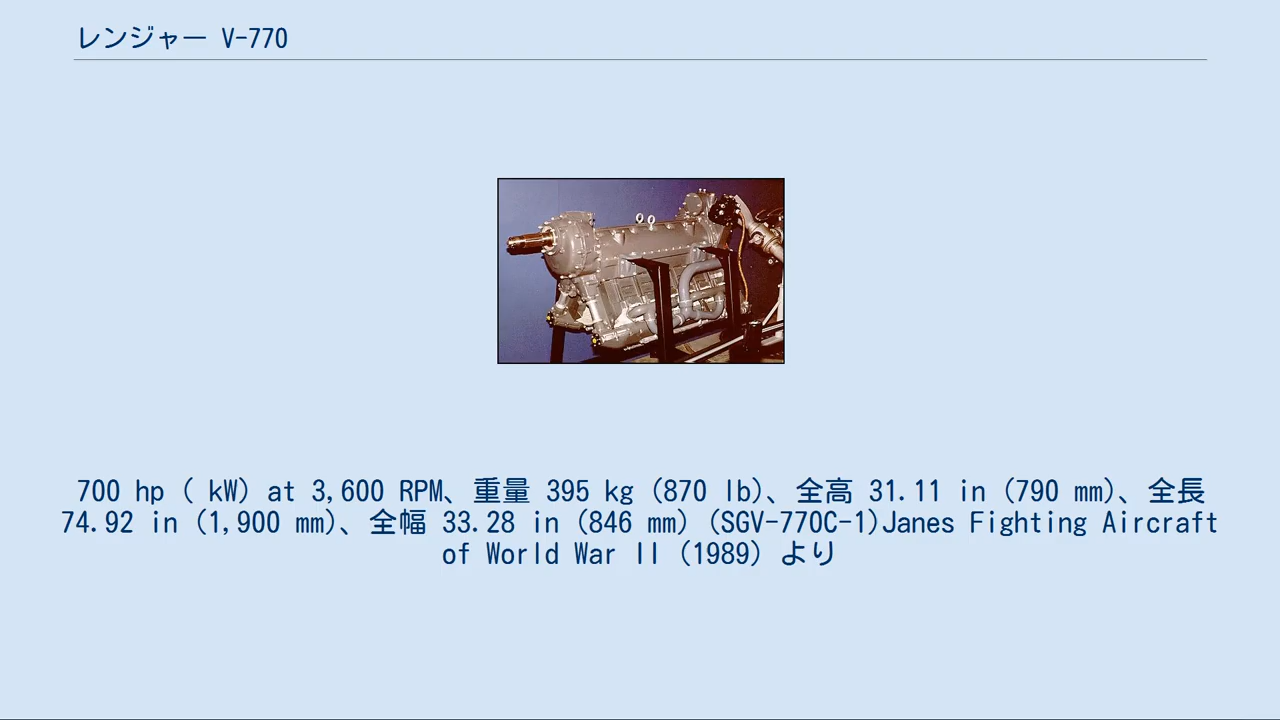 レンジャー V-770
700 hp ( kW) at 3,600 RPM、重量 395 kg (870 lb)、全高 31.11 in (790 mm)、全長
74.92 in (1,900 mm)、全幅 33.28 in (846 mm) (SGV-770C-1)Janes Fighting Aircraft
of World War II (1989) より